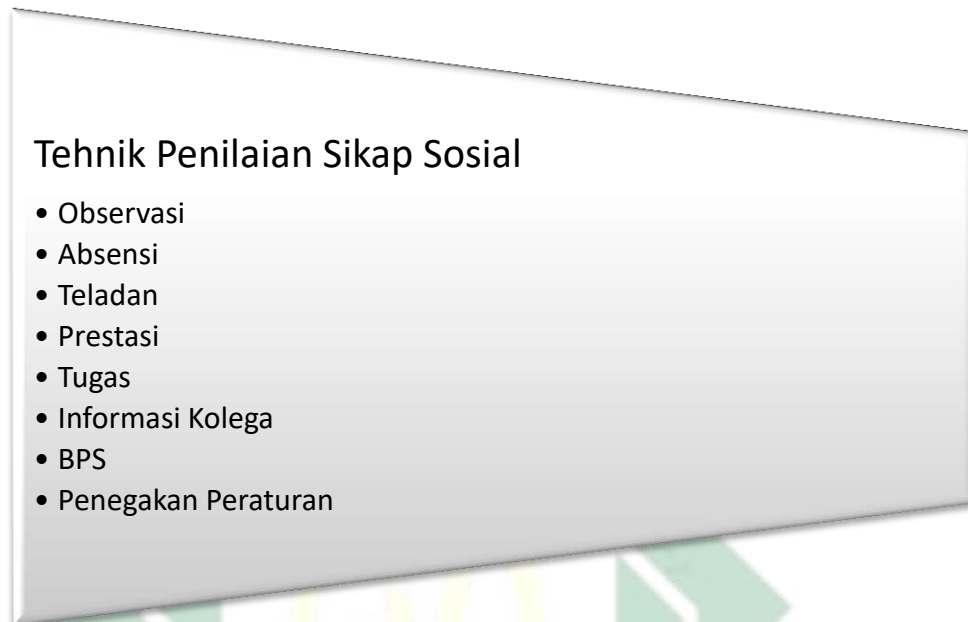 Tehnik Penilaian Sikap Sosial
• Observasi
• Absensi
• Teladan
• Prestasi
• Tugas
• Informasi Kolega
• BPS
• Penegakan Peraturan